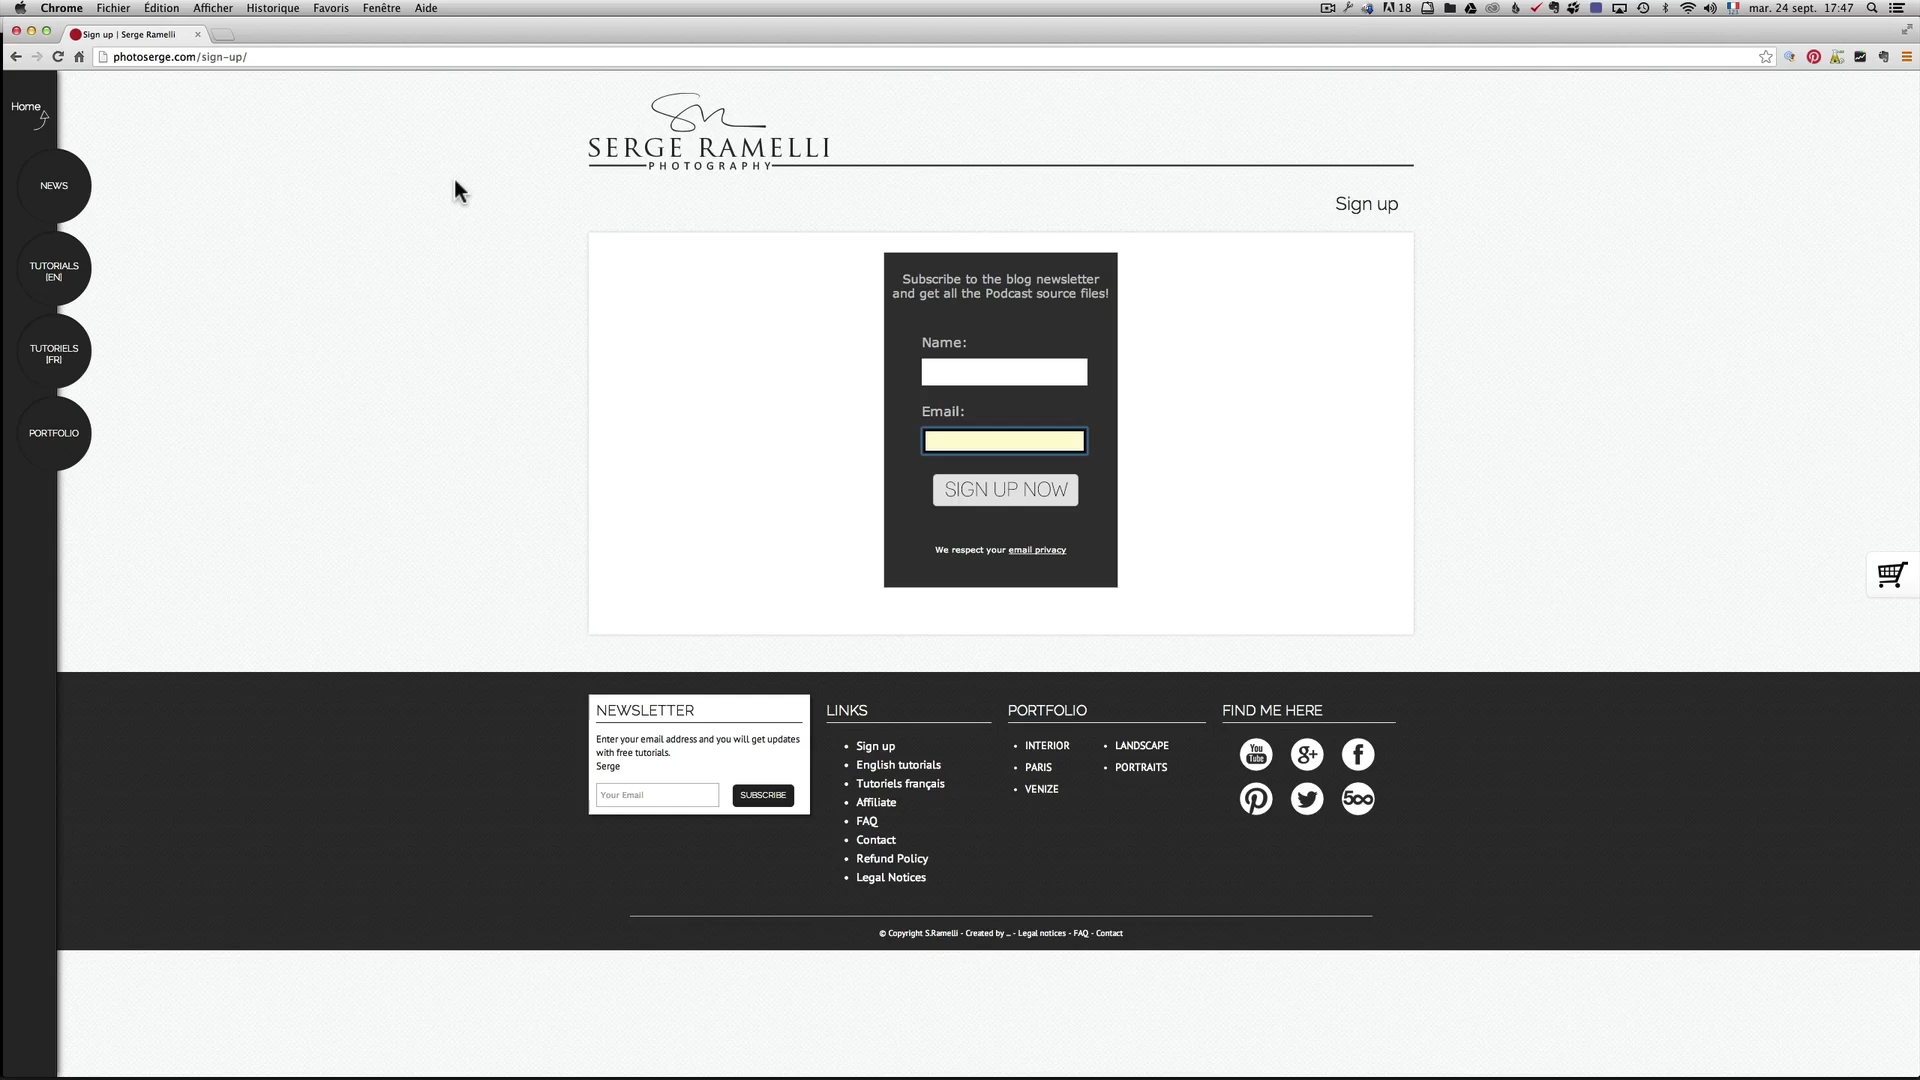 Chrome Fichier Édition Afficher Historique Favoris Fenêtre Aide
18 mar. 24 sept. 17:47
Sign up | Serge Ramelli
photoserge.com/sign-up/
Home
NEWS
TUTORIALS
[EN]
TUTORIELS
[FR]
PORTFOLIO
SERGE RAMELLI
PHOTOGRAPHY
Sign up
Subscribe to the blog newsletter
and get all the Podcast source files!
Name:
Email:
SIGN UP NOW
We respect your email privacy
NEWSLETTER
Enter your email address and you will get updates
with free tutorials.
Serge
Your Email SUBSCRIBE
LINKS
Sign up
English tutorials
Tutoriels français
Affiliate
FAQ
Contact
Refund Policy
Legal Notices
PORTFOLIO
INTERIOR
PARIS
VENIZE
LANDSCAPE
PORTRAITS
FIND ME HERE
You Tube
g+
f
500
© Copyright S.Ramelli - Created by ... - Legal notices - FAQ - Contact